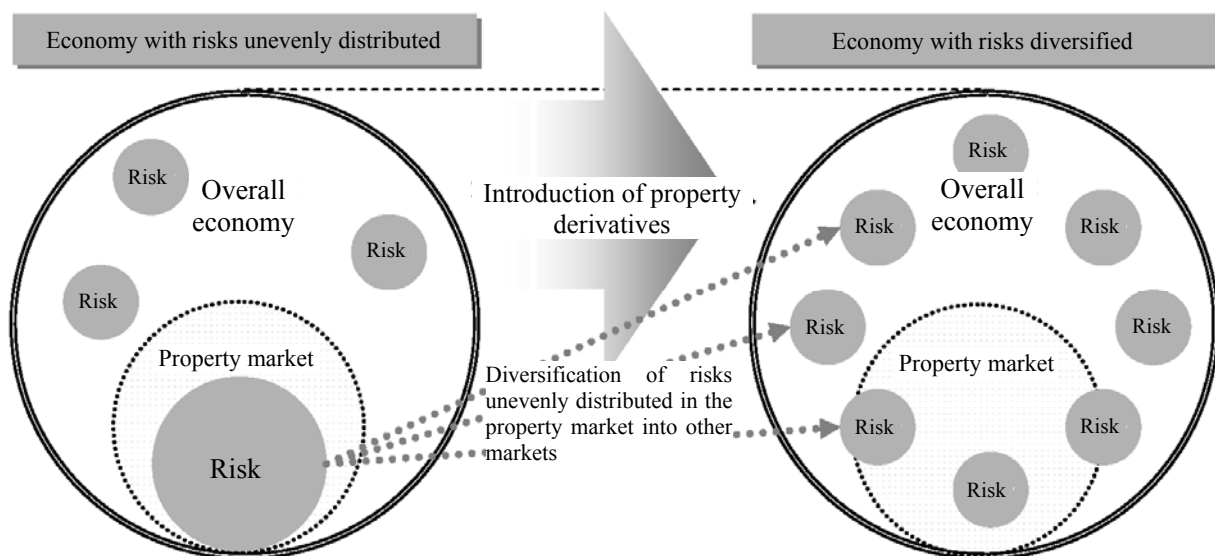 Economy with risks unevenly distributed
Economy with risks diversified
Risk
Overall
economy
Risk
Risk
Property market
Risk
Introduction of property
derivatives
Diversification of risks
unevenly distributed in the
property market into other
markets
Risk
Overall
economy
Risk
Risk
Risk
Risk
Property market
Risk
Risk
Risk